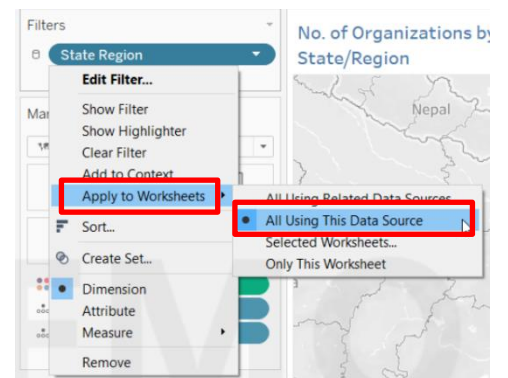 Filters
State Region
Edit Filter...
Show Filter
Show Highlighter
Clear Filter
Add to Context
Apply to Worksheets
Sort...
Create Set...
Dimension
Attribute
Measure
Remove
All Using Related Data Sources
All Using This Data Source
Selected Worksheets...
Only This Worksheet
No. of Organizations by
State/Region
Nepal